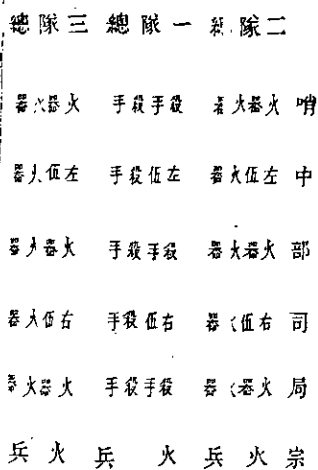 二隊總 一隊總 三隊總
哨 火器火器 殺手殺手 火器火器
中 左伍火器 左伍殺手 左伍火器
部 火器火器 殺手殺手 火器火器
司 右伍火器 右伍殺手 右伍火器
局 火器火器 殺手殺手 火器火器
宗 火兵 火兵 火兵